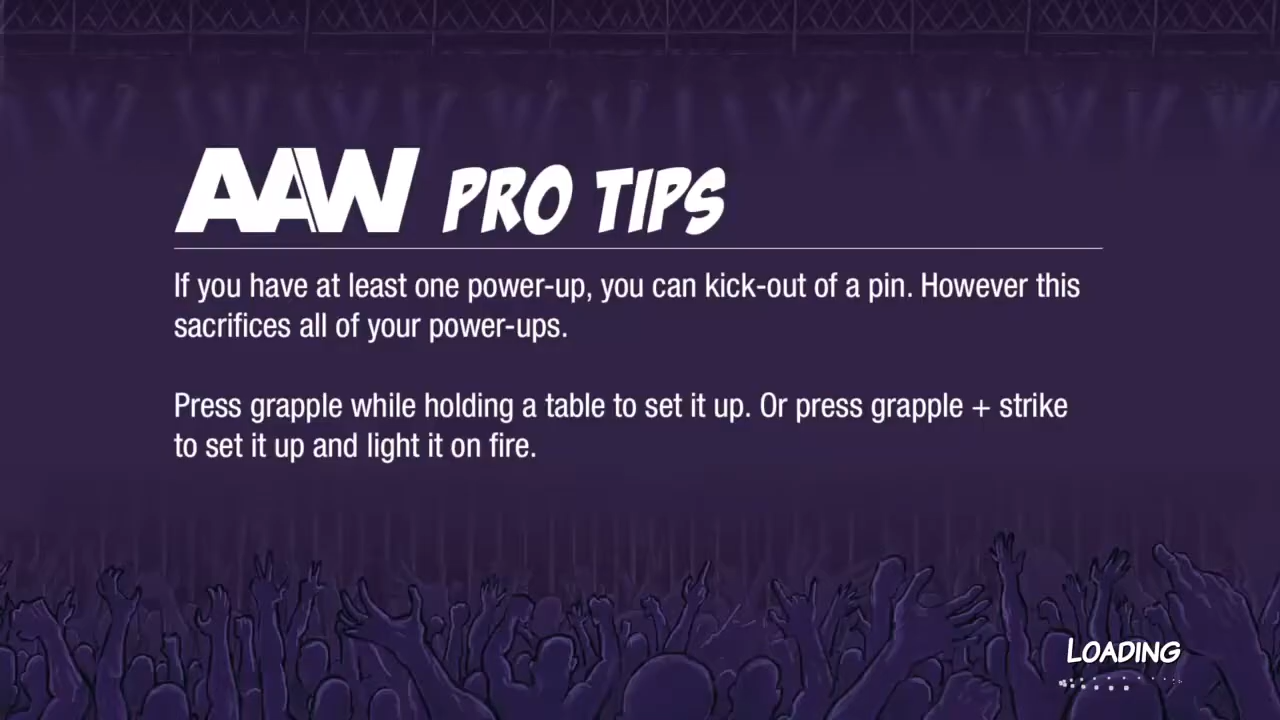 AAW PRO TIPS
If you have at least one power-up, you can kick-out of a pin. However this
sacrifices all of your power-ups.
Press grapple while holding a table to set it up. Or press grapple + strike
to set it up and light it on fire.
LOADING